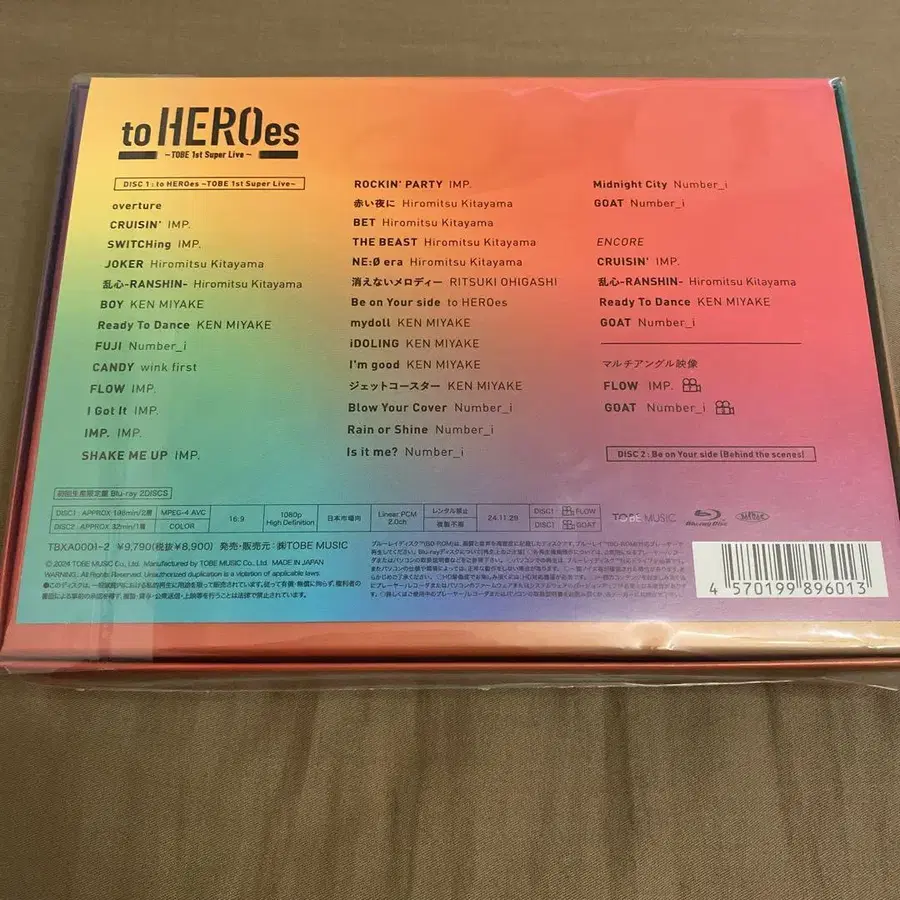 to HEROes
~TOBE 1st Super Live~
DISC 1 : to HEROes ~TOBE 1st Super Live~
overture
CRUISIN' IMP.
SWITCHing IMP.
JOKER Hiromitsu Kitayama
乱心-RANSHIN- Hiromitsu Kitayama
BOY KEN MIYAKE
Ready To Dance KEN MIYAKE
FUJI Number_i
CANDY wink first
FLOW IMP.
I Got It IMP.
IMP. IMP.
SHAKE ME UP IMP.
ROCKIN' PARTY IMP.
赤い夜に Hiromitsu Kitayama
BET Hiromitsu Kitayama
THE BEAST Hiromitsu Kitayama
NE:Ø era Hiromitsu Kitayama
消えないメロディー RITSUKI OHIGASHI
Be on Your side to HEROes
mydoll KEN MIYAKE
iDOLING KEN MIYAKE
I'm good KEN MIYAKE
ジェットコースター KEN MIYAKE
Blow Your Cover Number_i
Rain or Shine Number_i
Is it me? Number_i
Midnight City Number_i
GOAT Number_i
ENCORE
CRUISIN' IMP.
乱心-RANSHIN- Hiromitsu Kitayama
Ready To Dance KEN MIYAKE
GOAT Number_i
マルチアングル映像
FLOW IMP.
GOAT Number_i
DISC 2 : Be on Your side (Behind the scenes)
初回生産限定盤 Blu-ray 2DISCS
DISC1 : APPROX
DISC2 : APPROX
MPEG-4 AVC
COLOR
16:9
1080p
High Definition
日本市場向
Linear PCM
2.0ch
レンタル禁止
複製不能
24.11.29
DISC1 FLOW
DISC1 GOAT
TOBE MUSIC
Blu-ray Disc
TBXA0001-2 ¥9,790(税抜¥8,900) 発売・販売元:㈱TOBE MUSIC
© 2024 TOBE MUSIC Co., Ltd. Manufactured by TOBE MUSIC Co., Ltd. MADE IN JAPAN
WARNING: All Rights Reserved. Unauthorized duplication is a violation of applicable laws.
4 570199 896013